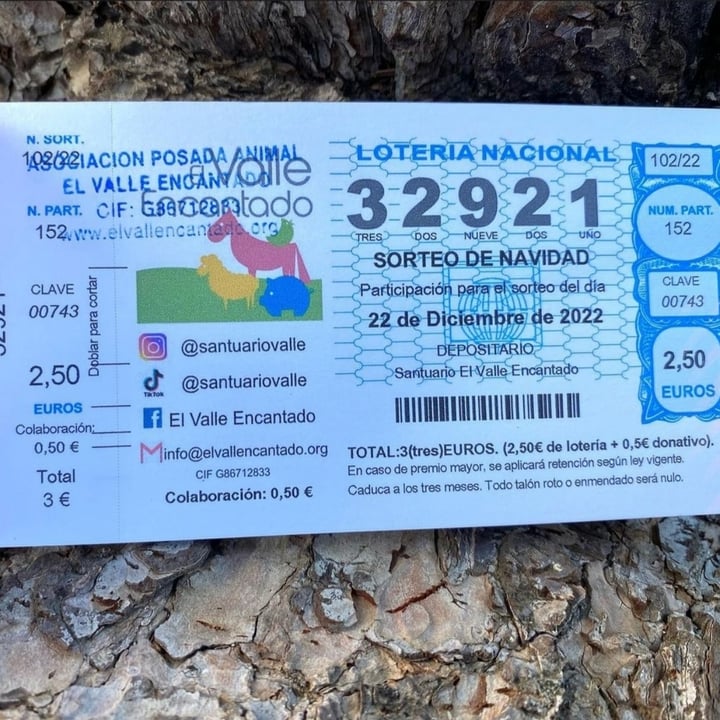 N. SORT.
102/22
ASOCIACION POSADA ANIMAL
EL VALLE ENCANTADO
CIF: G86712833
www.elvallencantado.org
El Valle
Encantado
N. PART.
152
CLAVE
00743
Doblar para cortar
2,50
EUROS
Colaboración:
0,50 €
Total
3 €
@santuariovalle
TikTok
@santuariovalle
El Valle Encantado
info@elvallencantado.org
CIF G86712833
Colaboración: 0,50 €
LOTERIA NACIONAL
32921
TRES DOS NUEVE DOS UNO
SORTEO DE NAVIDAD
Participación para el sorteo del día
22 de Diciembre de 2022
DEPOSITARIO
Santuario El Valle Encantado
TOTAL:3(tres)EUROS. (2,50€ de lotería + 0,5€ donativo).
En caso de premio mayor, se aplicará retención según ley vigente.
Caduca a los tres meses. Todo talón roto o enmendado será nulo.
102/22
NUM. PART.
152
CLAVE
00743
2,50
EUROS